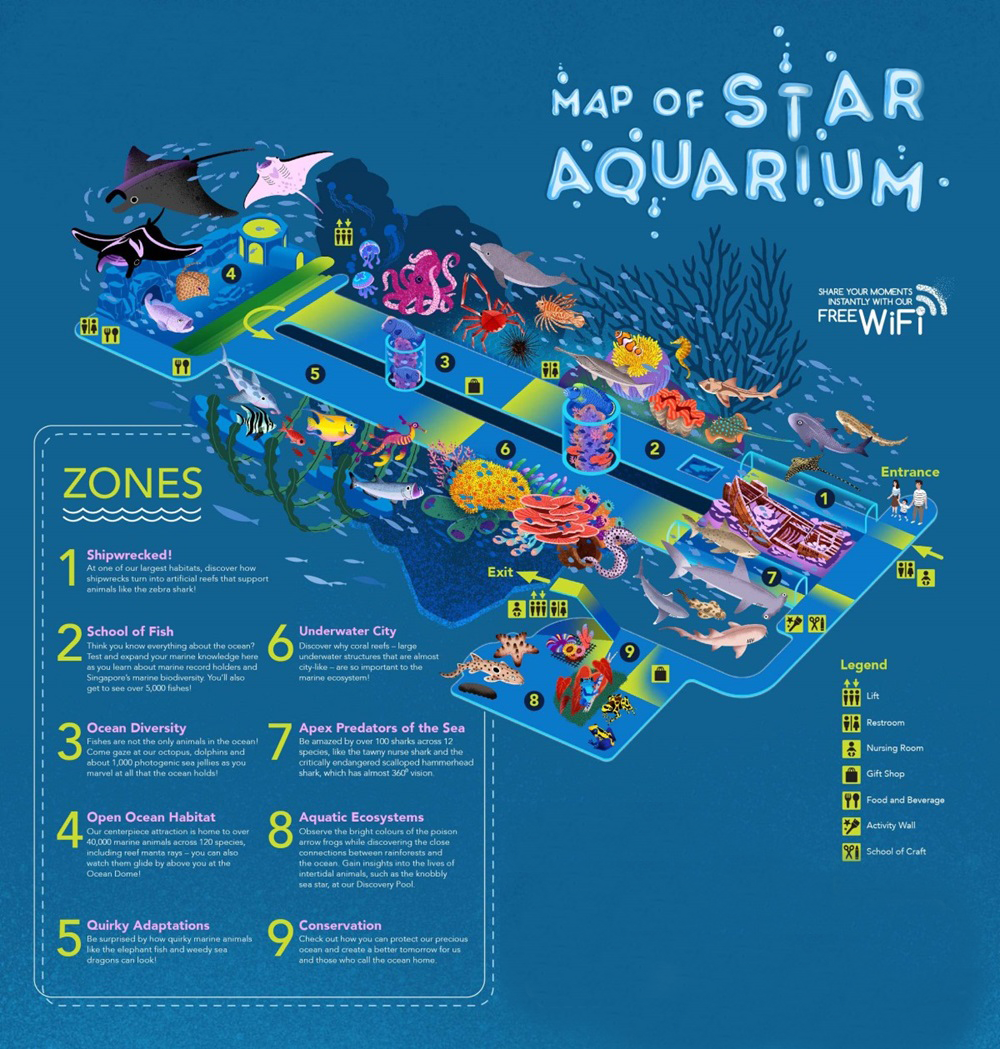 MAP OF STAR
AQUARIUM
SHARE YOUR MOMENTS
INSTANTLY WITH OUR
FREE WiFi
4
5
3
6
2
Entrance
1
7
Exit
9
8
ZONES
1 Shipwrecked!
At one of our largest habitats, discover how
shipwrecks turn into artificial reefs that support
animals like the zebra shark!
2 School of Fish
Think you know everything about the ocean?
Test and expand your marine knowledge here
as you learn about marine record holders and
Singapore's marine biodiversity. You'll also
get to see over 5,000 fishes!
3 Ocean Diversity
Fishes are not the only animals in the ocean!
Come gaze at our octopus, dolphins and
about 1,000 photogenic sea jellies as you
marvel at all that the ocean holds!
4 Open Ocean Habitat
Our centerpiece attraction is home to over
40,000 marine animals across 120 species,
including reef manta rays – you can also
watch them glide by above you at the
Ocean Dome!
5 Quirky Adaptations
Be surprised by how quirky marine animals
like the elephant fish and weedy sea
dragons can look!
6 Underwater City
Discover why coral reefs – large
underwater structures that are almost
city-like – are so important to the
marine ecosystem!
7 Apex Predators of the Sea
Be amazed by over 100 sharks across 12
species, like the tawny nurse shark and the
critically endangered scalloped hammerhead
shark, which has almost 360° vision.
8 Aquatic Ecosystems
Observe the bright colours of the poison
arrow frogs while discovering the close
connections between rainforests and
the ocean. Gain insights into the lives of
intertidal animals, such as the knobbly
sea star, at our Discovery Pool.
9 Conservation
Check out how you can protect our precious
ocean and create a better tomorrow for us
and those who call the ocean home.
Legend
Lift
Restroom
Nursing Room
Gift Shop
Food and Beverage
Activity Wall
School of Craft